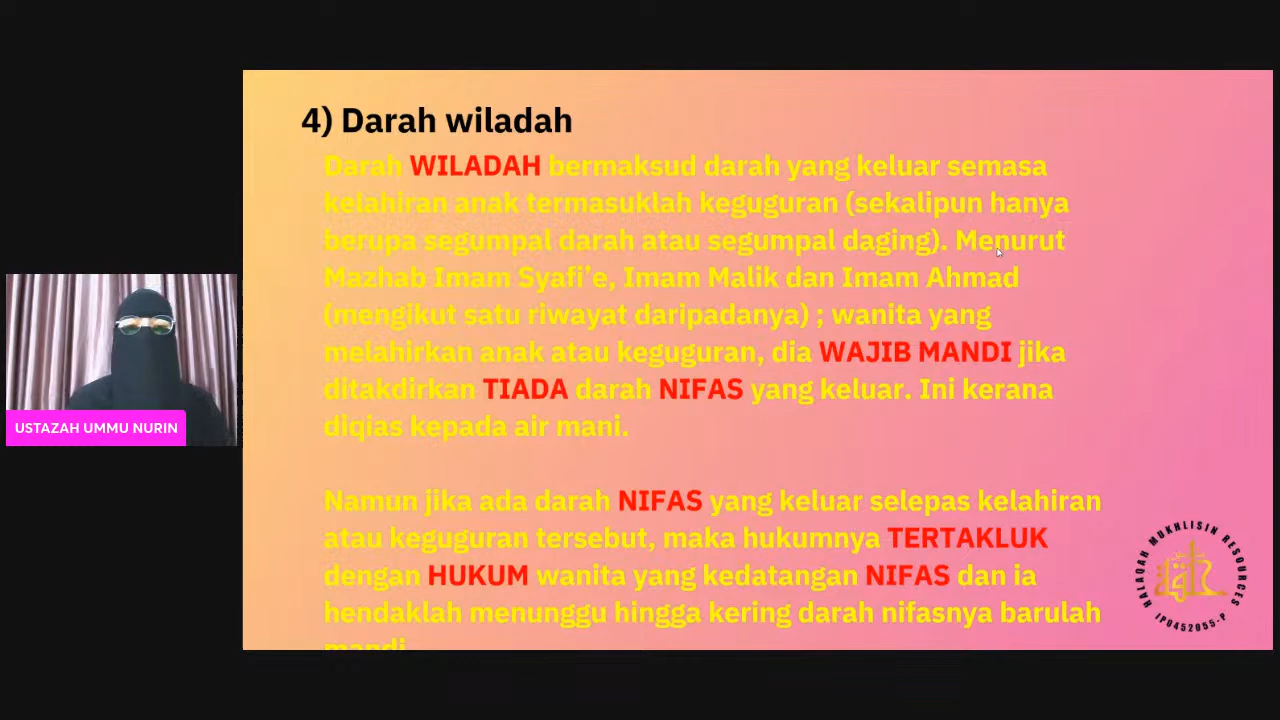 4) Darah wiladah
Darah WILADAH bermaksud darah yang keluar semasa
kelahiran anak termasuklah keguguran (sekalipun hanya
berupa segumpal darah atau segumpal daging). Menurut
Mazhab Imam Syafi’e, Imam Malik dan Imam Ahmad
(mengikut satu riwayat daripadanya) ; wanita yang
melahirkan anak atau keguguran, dia WAJIB MANDI jika
ditakdirkan TIADA darah NIFAS yang keluar. Ini kerana
diqias kepada air mani.
Namun jika ada darah NIFAS yang keluar selepas kelahiran
atau keguguran tersebut, maka hukumnya TERTAKLUK
dengan HUKUM wanita yang kedatangan NIFAS dan ia
hendaklah menunggu hingga kering darah nifasnya barulah
mandi
USTAZAH UMMU NURIN
HALAQAH MUKHLISIN RESOURCES
IP0452055-P